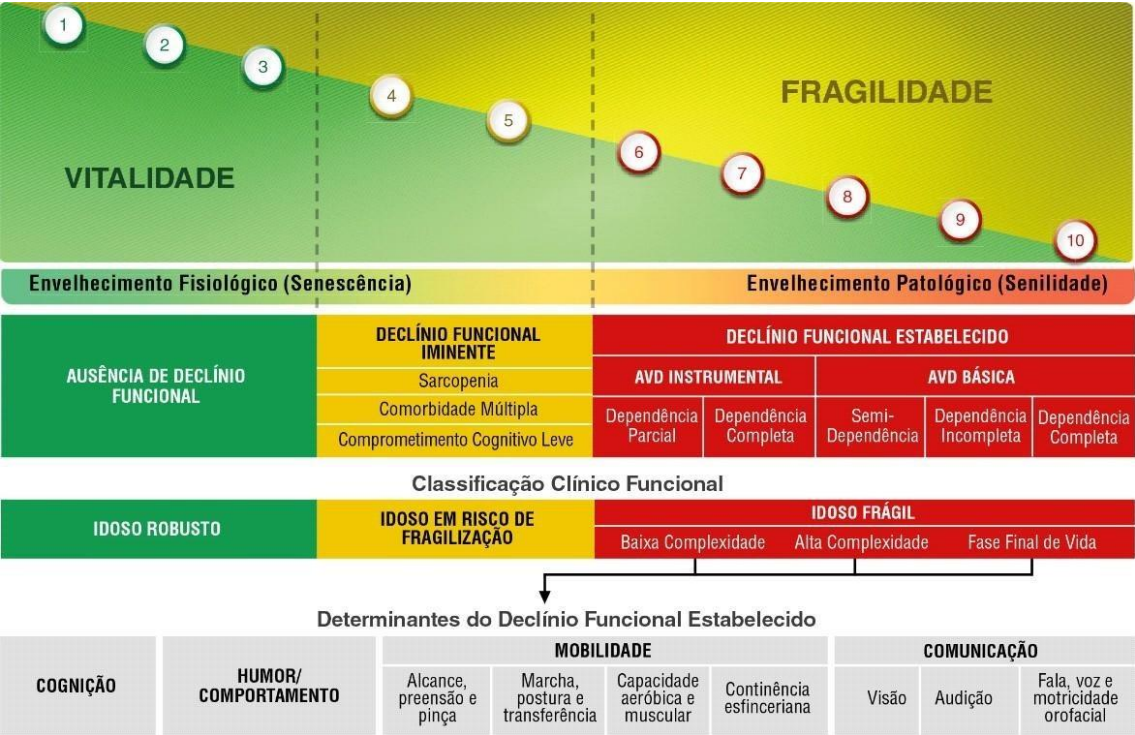 1
2
3
4
5
6
7
8
9
10
VITALIDADE
FRAGILIDADE
Envelhecimento Fisiológico (Senescência)
Envelhecimento Patológico (Senilidade)
AUSÊNCIA DE DECLÍNIO
FUNCIONAL
DECLÍNIO FUNCIONAL
IMINENTE
Sarcopenia
Comorbidade Múltipla
Comprometimento Cognitivo Leve
DECLÍNIO FUNCIONAL ESTABELECIDO
AVD INSTRUMENTAL
AVD BÁSICA
Dependência
Parcial
Dependência
Completa
Semi-
Dependência
Dependência
Incompleta
Dependência
Completa
Classificação Clínico Funcional
IDOSO ROBUSTO
IDOSO EM RISCO DE
FRAGILIZAÇÃO
IDOSO FRÁGIL
Baixa Complexidade
Alta Complexidade
Fase Final de Vida
Determinantes do Declínio Funcional Estabelecido
COGNIÇÃO
HUMOR/
COMPORTAMENTO
MOBILIDADE
Alcance,
preensão e
pinça
Marcha,
postura e
transferência
Capacidade
aeróbica e
muscular
Continência
esfinceriana
COMUNICAÇÃO
Visão
Audição
Fala, voz e
motricidade
orofacial